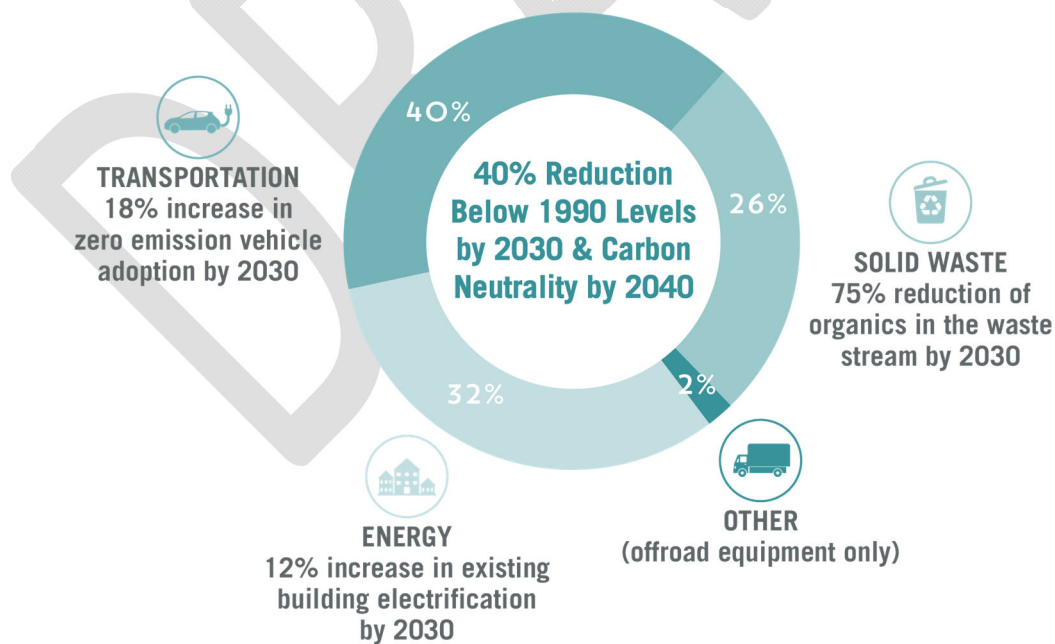 40%
26%
32%
2%
40% Reduction
Below 1990 Levels
by 2030 & Carbon
Neutrality by 2040
TRANSPORTATION
18% increase in
zero emission vehicle
adoption by 2030
SOLID WASTE
75% reduction of
organics in the waste
stream by 2030
ENERGY
12% increase in existing
building electrification
by 2030
OTHER
(offroad equipment only)